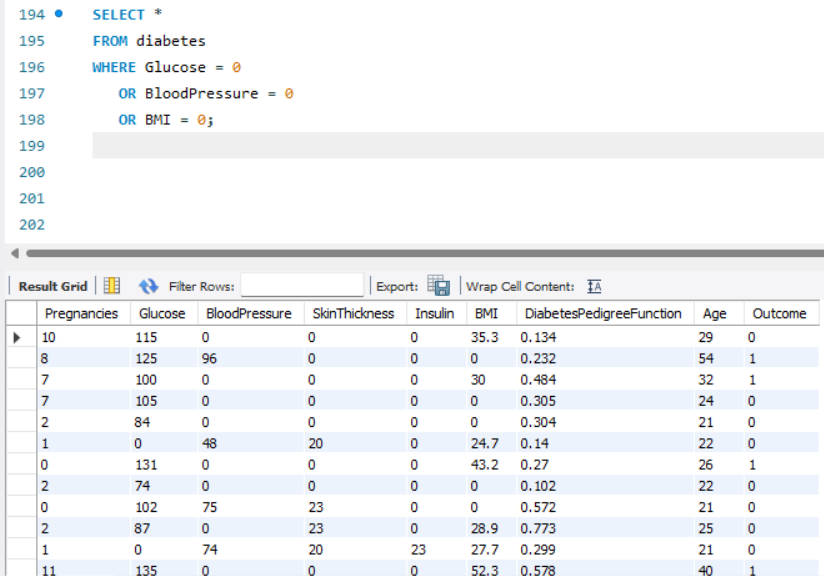 194 SELECT *
195 FROM diabetes
196 WHERE Glucose = 0
197 OR BloodPressure = 0
198 OR BMI = 0;
199
200
201
202
Result Grid Filter Rows: Export: Wrap Cell Content:
Pregnancies Glucose BloodPressure SkinThickness Insulin BMI DiabetesPedigreeFunction Age Outcome
10 115 0 0 0 35.3 0.134 29 0
8 125 96 0 0 0 0.232 54 1
7 100 0 0 0 30 0.484 32 1
7 105 0 0 0 0 0.305 24 0
2 84 0 0 0 0 0.304 21 0
1 0 48 20 0 24.7 0.14 22 0
0 131 0 0 0 43.2 0.27 26 1
2 74 0 0 0 0 0.102 22 0
0 102 75 23 0 0 0.572 21 0
2 87 0 23 0 28.9 0.773 25 0
1 0 74 20 23 27.7 0.299 21 0
11 135 0 0 0 52.3 0.578 40 1